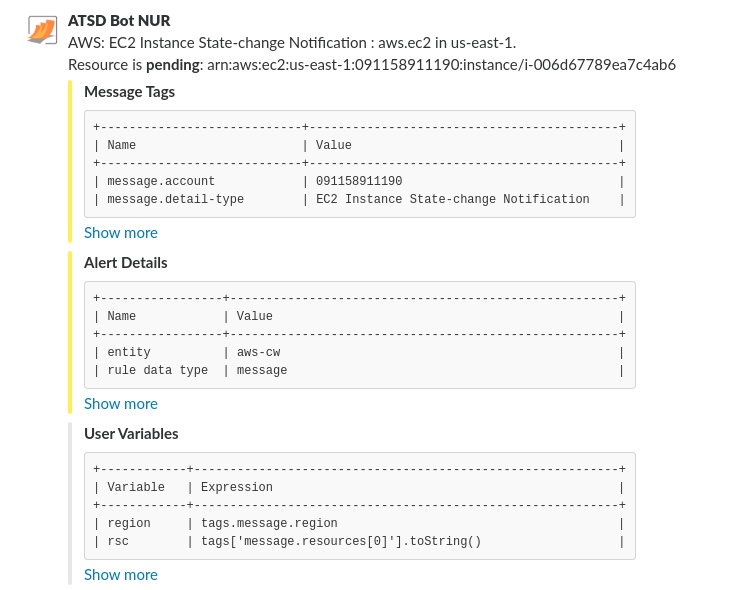 ATSD Bot NUR
AWS: EC2 Instance State-change Notification : aws.ec2 in us-east-1.
Resource is pending: arn:aws:ec2:us-east-1:091158911190:instance/i-006d67789ea7c4ab6
Message Tags
+----------------------------+-------------------------------------------+
| Name                       | Value                                     |
+----------------------------+-------------------------------------------+
| message.account            | 091158911190                              |
| message.detail-type        | EC2 Instance State-change Notification    |
Show more
Alert Details
+-----------------+------------------------------------------------------+
| Name            | Value                                                |
+-----------------+------------------------------------------------------+
| entity          | aws-cw                                               |
| rule data type  | message                                              |
Show more
User Variables
+------------+-----------------------------------------------------------+
| Variable   | Expression                                                |
+------------+-----------------------------------------------------------+
| region     | tags.message.region                                       |
| rsc        | tags['message.resources[0]'].toString()                   |
Show more